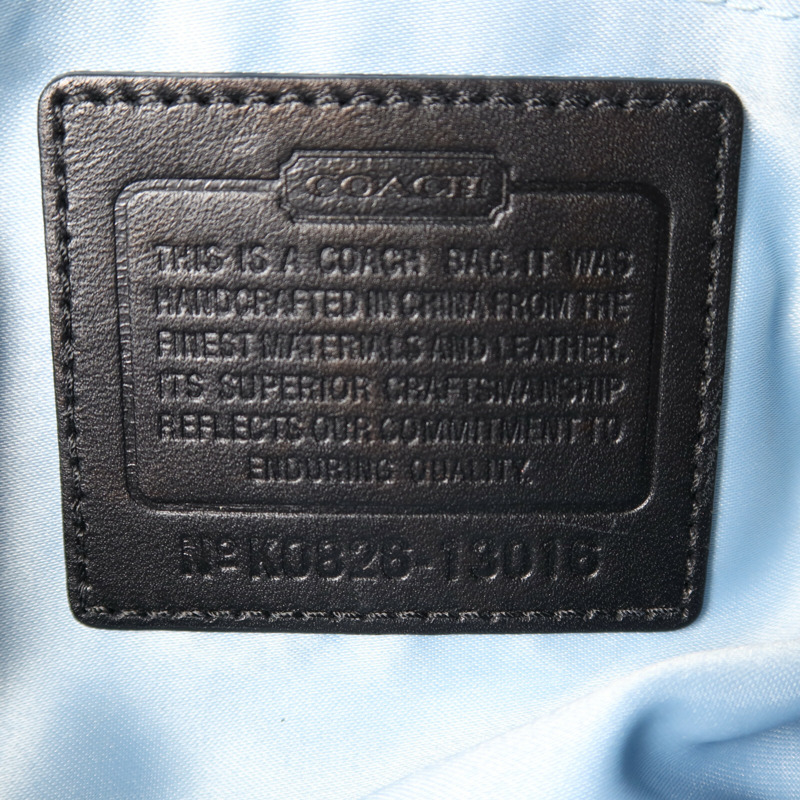 COACH
THIS IS A COACH BAG. IT WAS
HANDCRAFTED IN CHINA FROM THE
FINEST MATERIALS AND LEATHER.
ITS SUPERIOR CRAFTSMANSHIP
REFLECTS OUR COMMITMENT TO
ENDURING QUALITY.
Nº K0826-13016